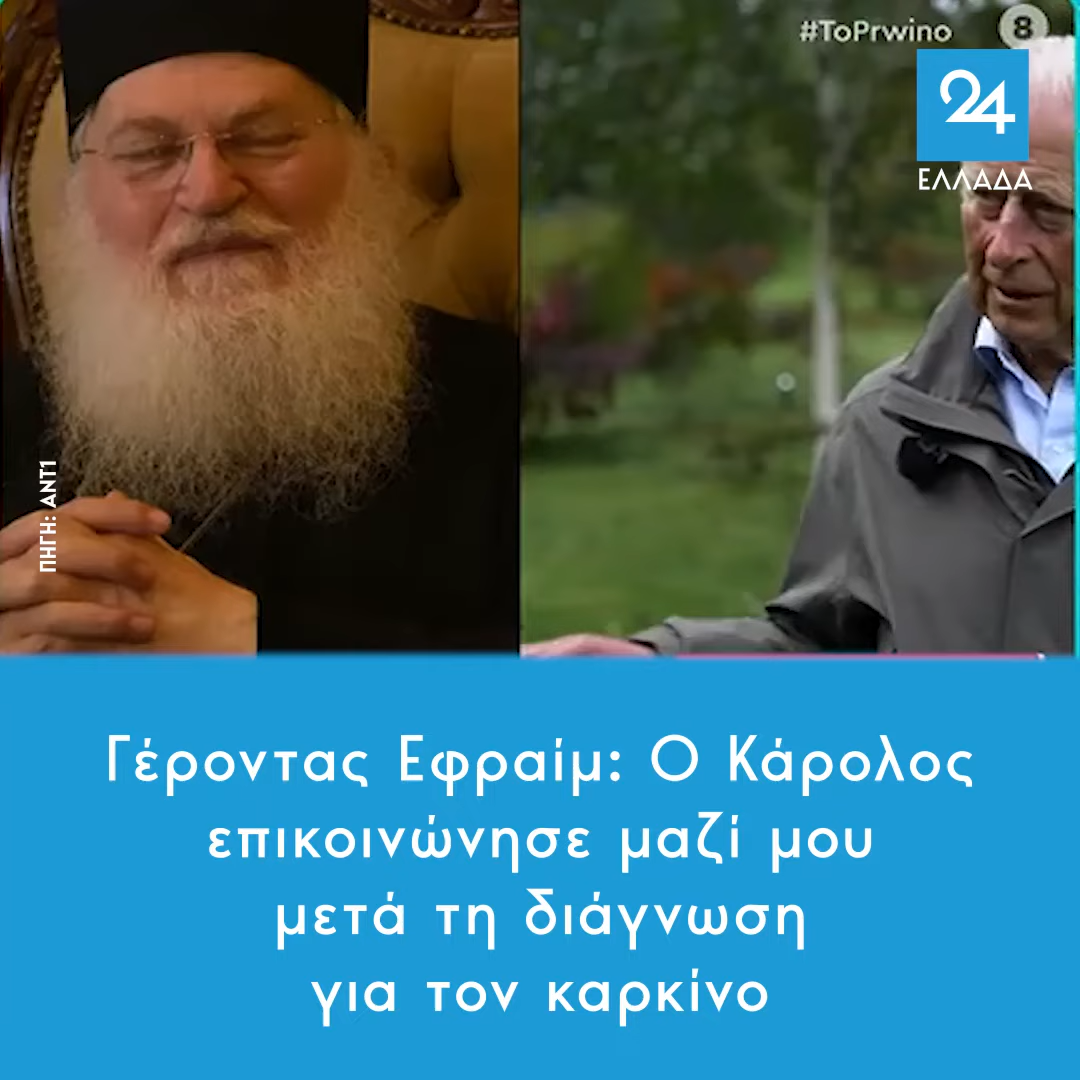 #ToPrwino
8
24
ΕΛΛΑΔΑ
ΠΗΓΗ: ΑΝΤ1
Γέροντας Εφραίμ: Ο Κάρολος
επικοινώνησε μαζί μου
μετά τη διάγνωση
για τον καρκίνο